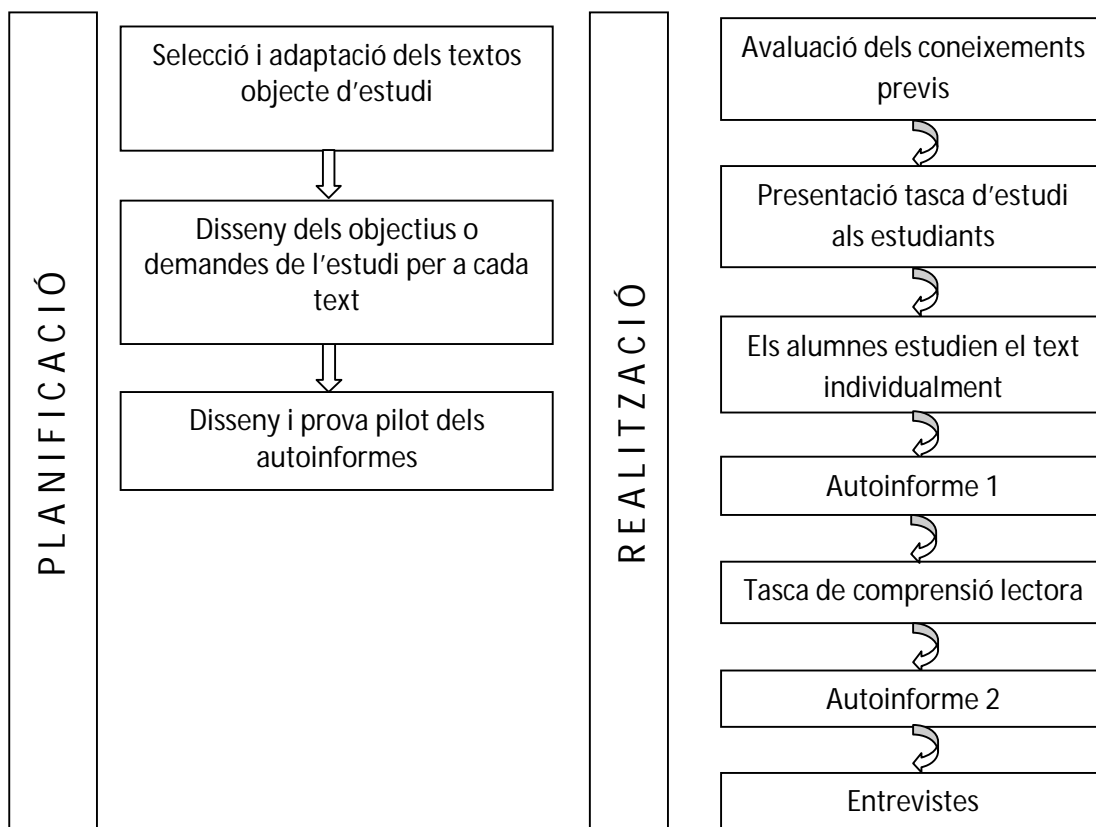 PLANIFICACIÓ
Selecció i adaptació dels textos
objecte d'estudi
Disseny dels objectius o
demandes de l'estudi per a cada
text
Disseny i prova pilot dels
autoinformes
REALITZACIÓ
Avaluació dels coneixements
previs
Presentació tasca d'estudi
als estudiants
Els alumnes estudien el text
individualment
Autoinforme 1
Tasca de comprensió lectora
Autoinforme 2
Entrevistes